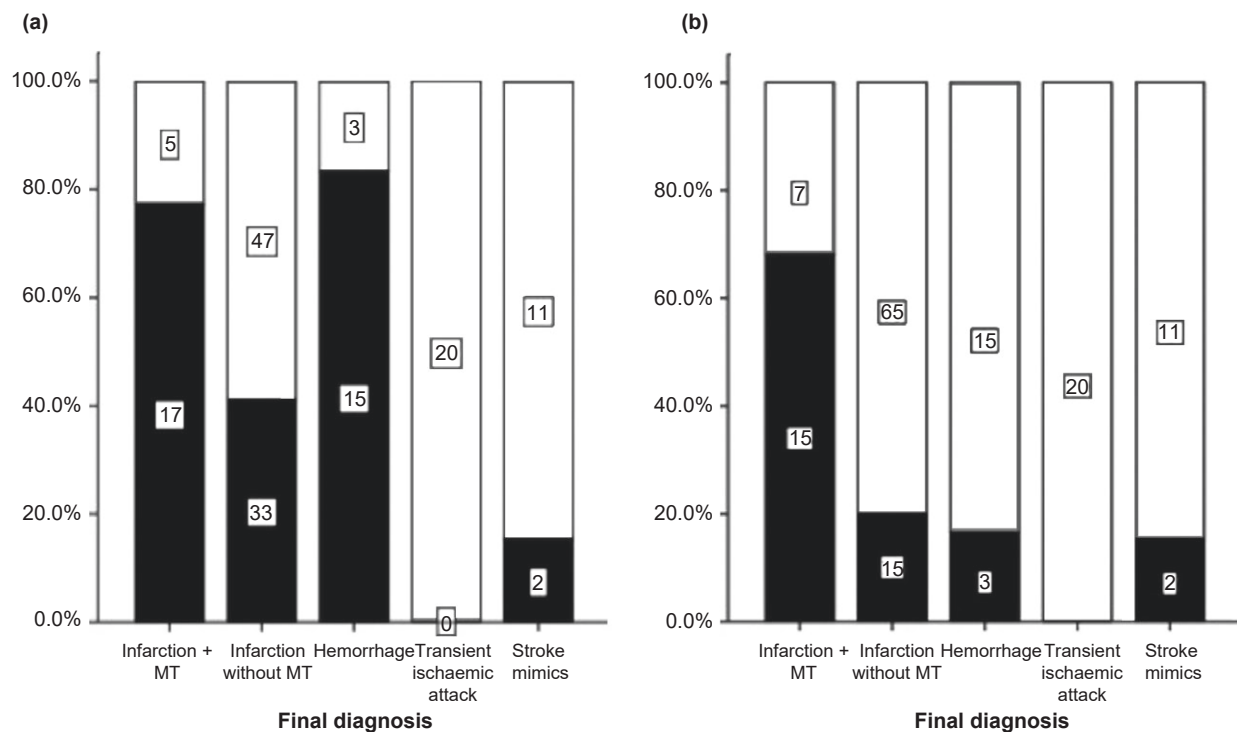 (a)
100.0%
80.0%
60.0%
40.0%
20.0%
0.0%
5
47
3
20
11
17
33
15
0
2
Infarction + MT
Infarction without MT
Hemorrhage
Transient ischaemic attack
Stroke mimics
Final diagnosis
(b)
100.0%
80.0%
60.0%
40.0%
20.0%
0.0%
7
65
15
20
11
15
15
3
2
Infarction + MT
Infarction without MT
Hemorrhage
Transient ischaemic attack
Stroke mimics
Final diagnosis